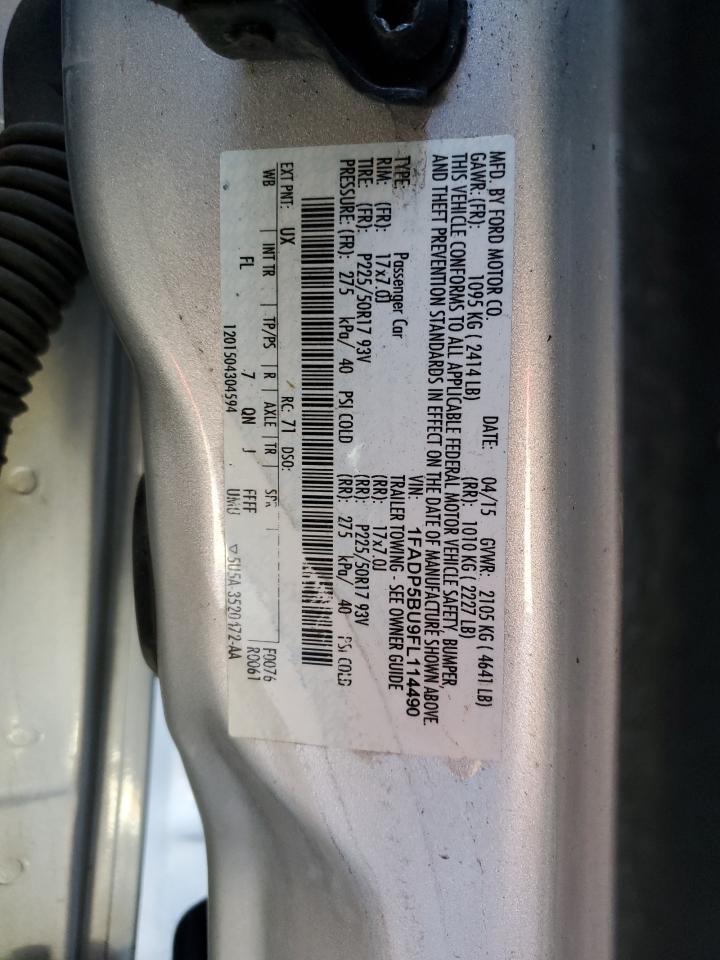 MFD. BY FORD MOTOR CO. DATE: 04/15 GVWR: 2105 KG ( 4641 LB)
GAWR: (FR): 1095 KG ( 2414 LB) (RR): 1010 KG ( 2227 LB)
THIS VEHICLE CONFORMS TO ALL APPLICABLE FEDERAL MOTOR VEHICLE SAFETY, BUMPER,
AND THEFT PREVENTION STANDARDS IN EFFECT ON THE DATE OF MANUFACTURE SHOWN ABOVE.
VIN: 1FADP5BU9FL114490
TYPE: Passenger Car TRAILER TOWING - SEE OWNER GUIDE
RIM: (FR): 17x7.0J (RR): 17x7.0J
TIRE: (FR): P225/50R17 93V (RR): P225/50R17 93V
PRESSURE: (FR): 275 kPa/ 40 PSI COLD (RR): 275 kPa/ 40 PSI COLD
EXT PNT: UX RC: 71 DSO:
WB INT TR TP/PS R AXLE TR F0076
FL 7 QN J FFFF R0061
1201504304594 UMU ▽5U5A 3520472-AA